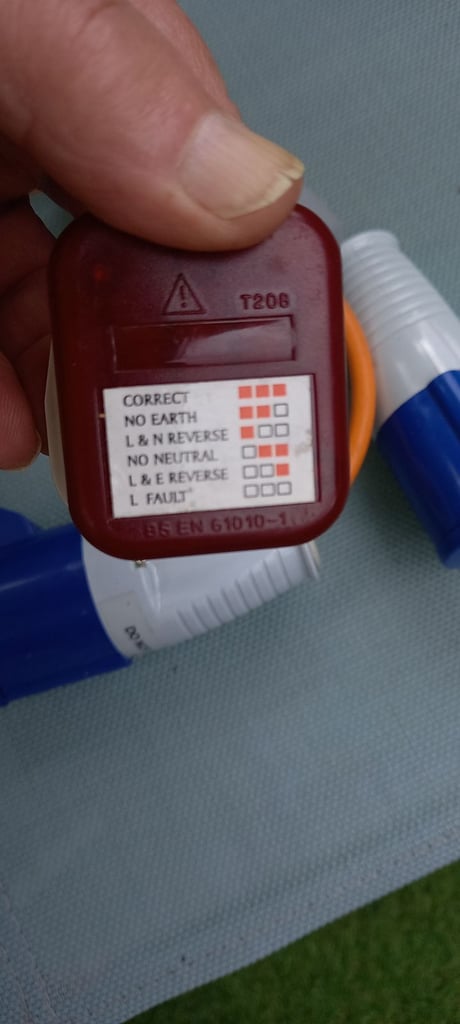 T206
CORRECT
NO EARTH
L & N REVERSE
NO NEUTRAL
L & E REVERSE
L FAULT
BS EN 61010-1